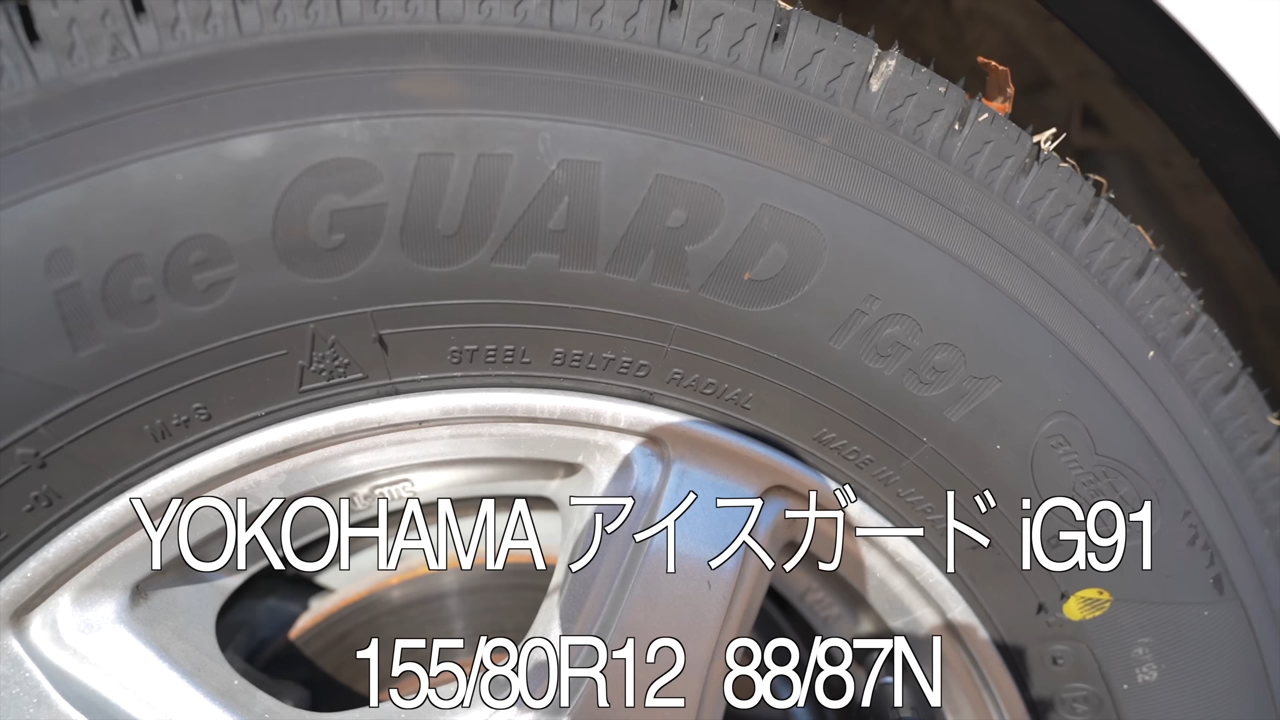 ice GUARD iG91
STEEL BELTED RADIAL
M+S
MADE IN JAPAN
-91
YOKOHAMA アイスガード iG91
155/80R12 88/87N